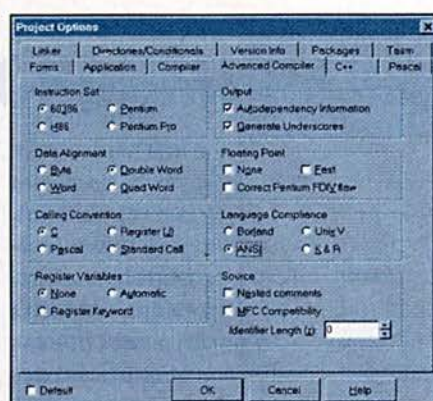 Project Options
Linker Directories/Conditionals Version Info Packages Tasm
Forms Application Compiler Advanced Compiler C++ Pascal
Instruction Set
80386 Pentium
i486 Pentium Pro
Output
Autodependency Information
Generate Underscores
Data Alignment
Byte Double Word
Word Quad Word
Floating Point
None Fast
Correct Pentium FDIV flaw
Calling Convention
C Register
Pascal Standard Call
Language Compliance
Borland Unix V
ANSI K & R
Register Variables
None Automatic
Register Keyword
Source
Nested comments
MFC Compatibility
Identifier Length 0
Default OK Cancel Help